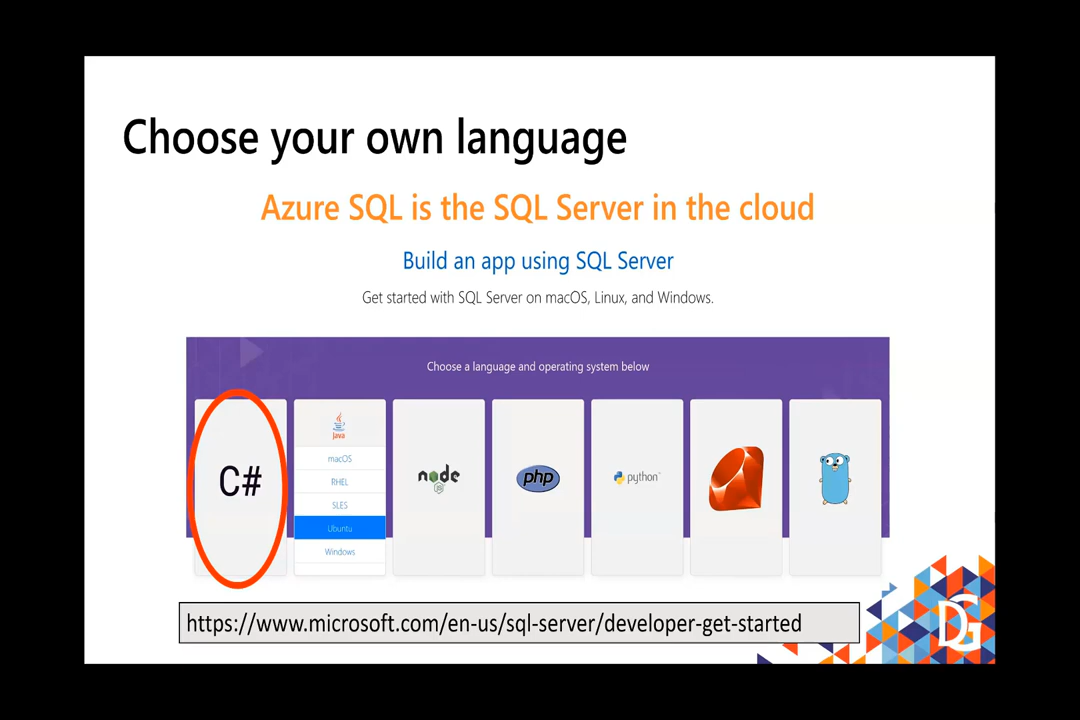 Choose your own language
Azure SQL is the SQL Server in the cloud
Build an app using SQL Server
Get started with SQL Server on macOS, Linux, and Windows.
Choose a language and operating system below
C#
Java
macOS
RHEL
SLES
Ubuntu
Windows
node
JS
php
python
https://www.microsoft.com/en-us/sql-server/developer-get-started
DG